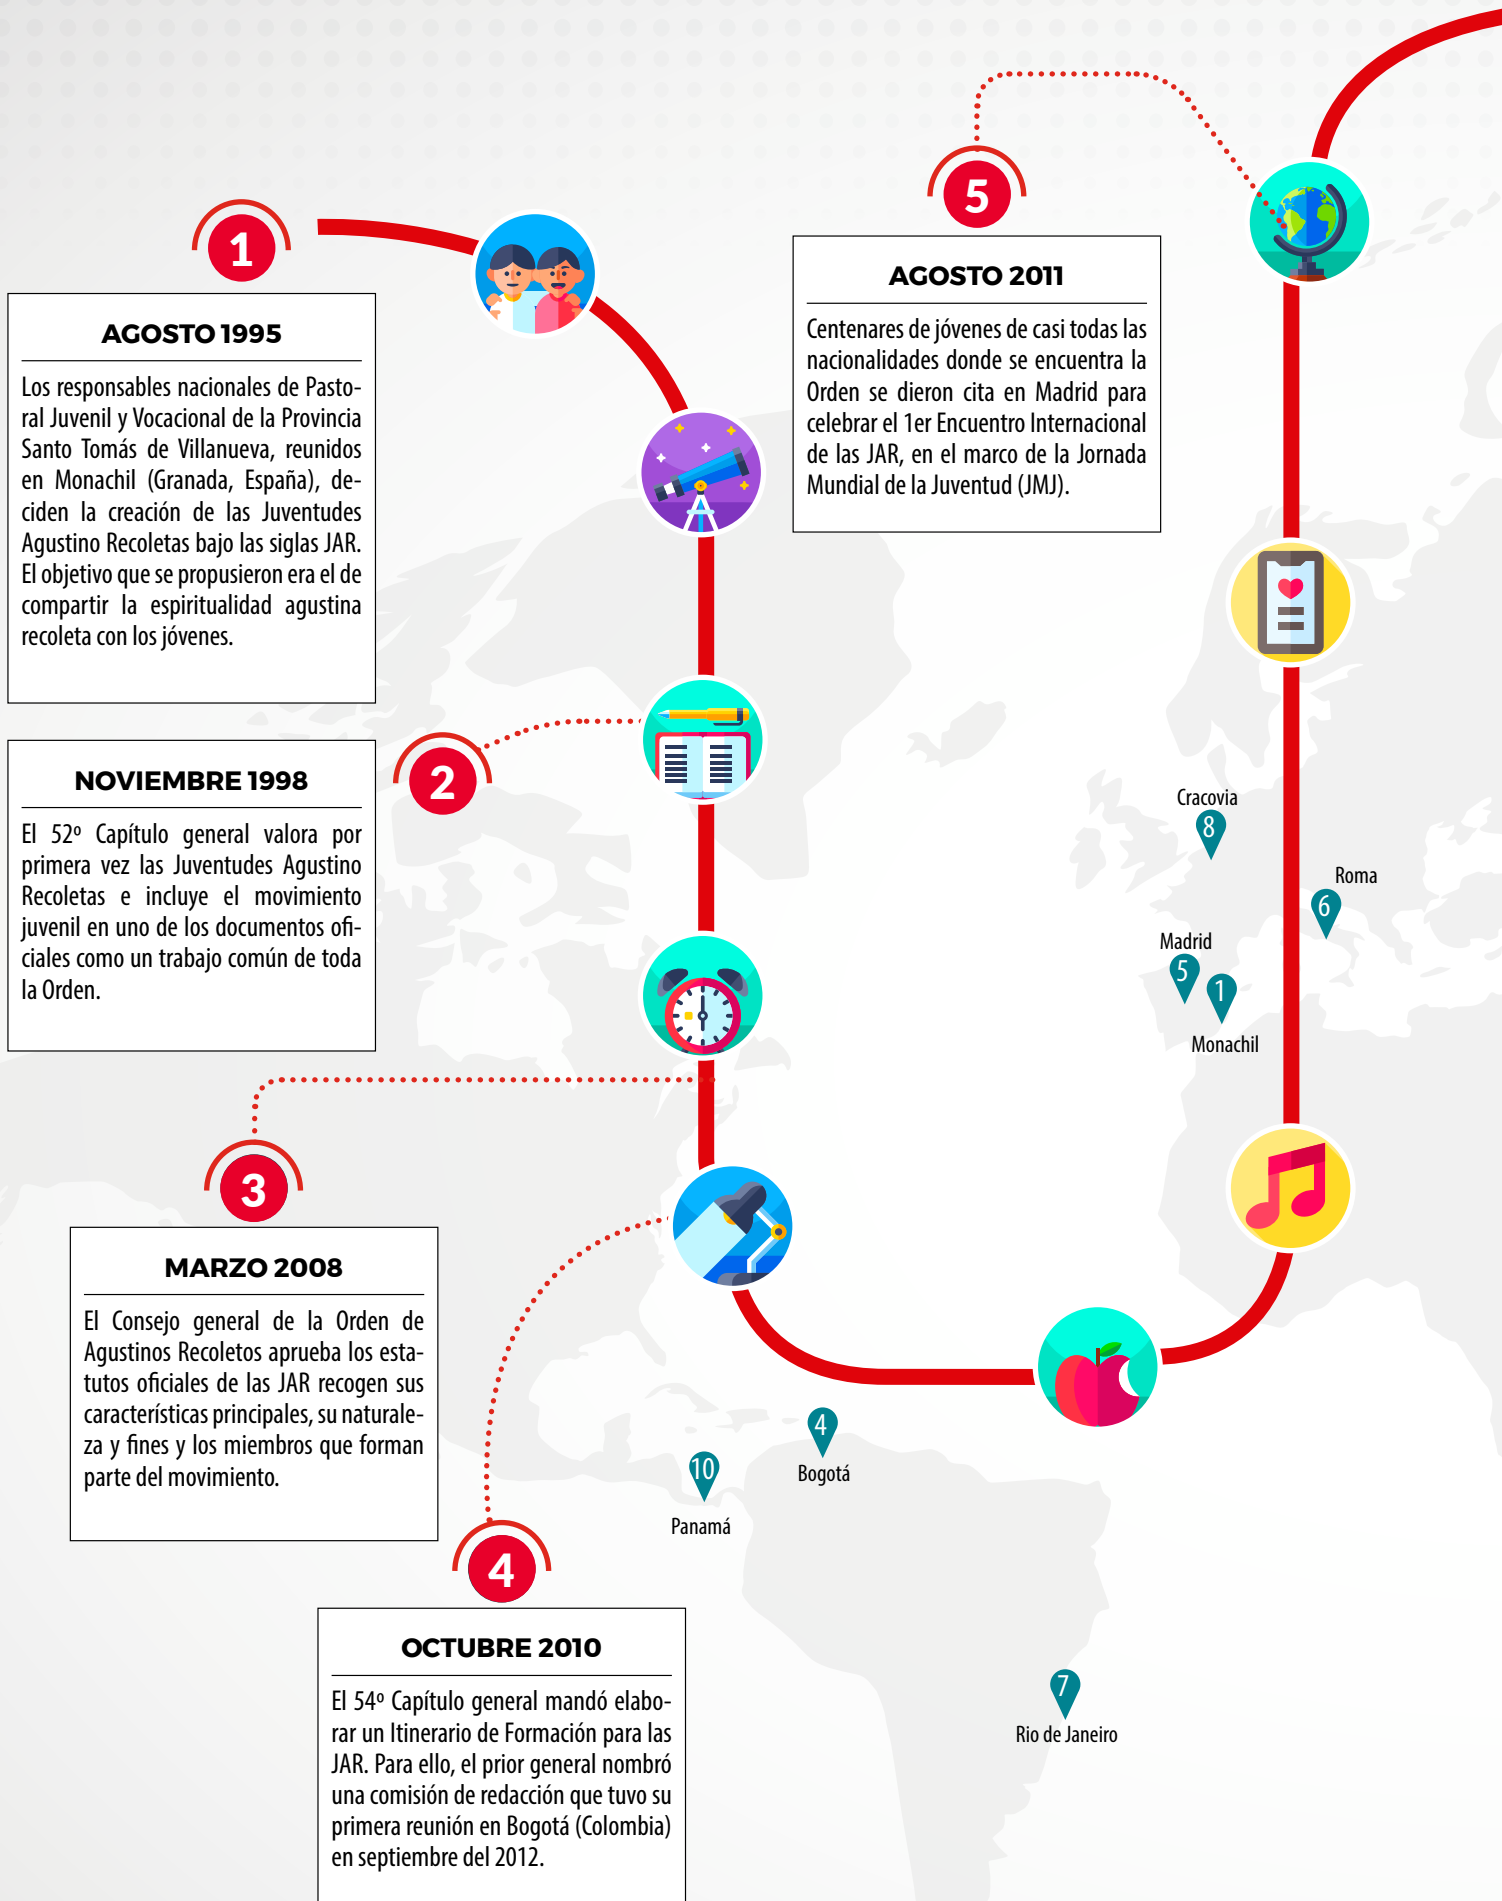 1
AGOSTO 1995
Los responsables nacionales de Pasto-
ral Juvenil y Vocacional de la Provincia
Santo Tomás de Villanueva, reunidos
en Monachil (Granada, España), de-
ciden la creación de las Juventudes
Agustino Recoletas bajo las siglas JAR.
El objetivo que se propusieron era el de
compartir la espiritualidad agustina
recoleta con los jóvenes.
2
NOVIEMBRE 1998
El 52º Capítulo general valora por
primera vez las Juventudes Agustino
Recoletas e incluye el movimiento
juvenil en uno de los documentos ofi-
ciales como un trabajo común de toda
la Orden.
3
MARZO 2008
El Consejo general de la Orden de
Agustinos Recoletos aprueba los esta-
tutos oficiales de las JAR recogen sus
características principales, su naturale-
za y fines y los miembros que forman
parte del movimiento.
4
OCTUBRE 2010
El 54º Capítulo general mandó elabo-
rar un Itinerario de Formación para las
JAR. Para ello, el prior general nombró
una comisión de redacción que tuvo su
primera reunión en Bogotá (Colombia)
en septiembre del 2012.
5
AGOSTO 2011
Centenares de jóvenes de casi todas las
nacionalidades donde se encuentra la
Orden se dieron cita en Madrid para
celebrar el 1er Encuentro Internacional
de las JAR, en el marco de la Jornada
Mundial de la Juventud (JMJ).
Cracovia
8
Roma
6
Madrid
5
1
Monachil
4
Bogotá
10
Panamá
7
Rio de Janeiro